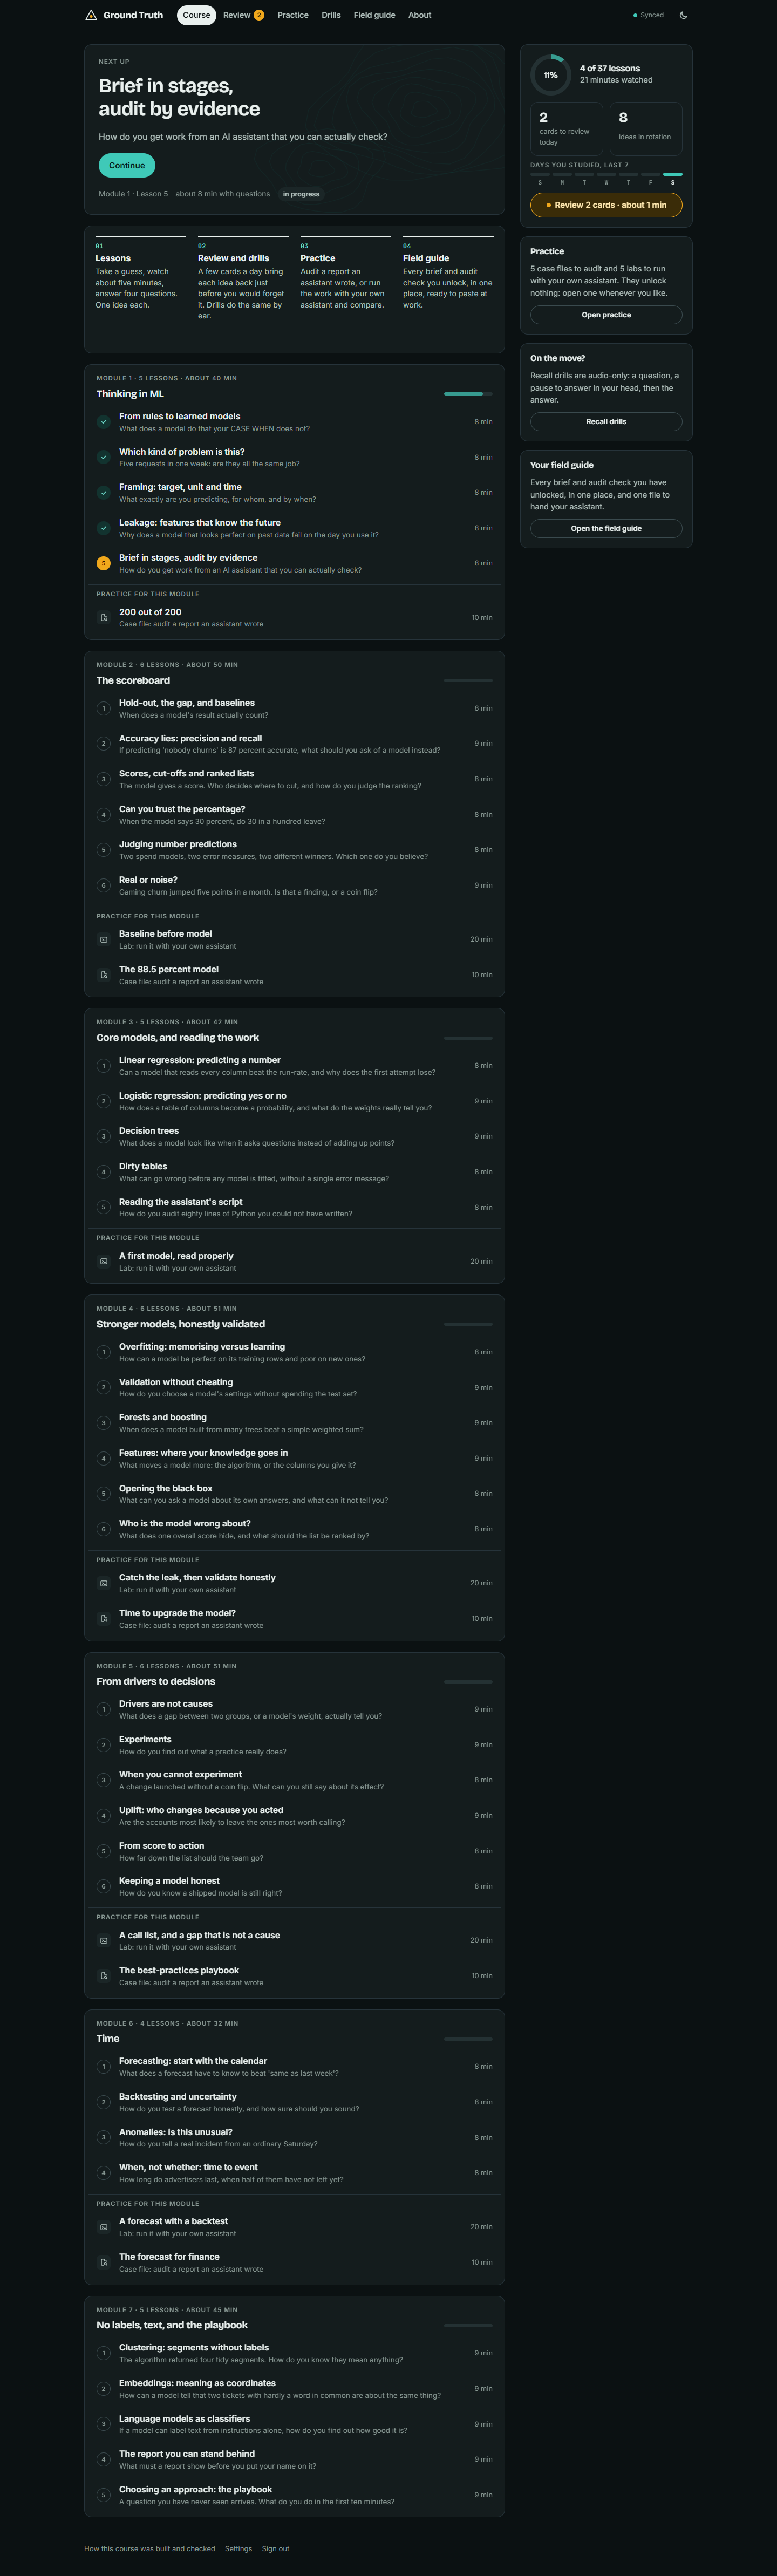 Ground Truth
Course
Review 2
Practice
Drills
Field guide
About
Synced
NEXT UP
Brief in stages,
audit by evidence
How do you get work from an AI assistant that you can actually check?
Continue
Module 1 · Lesson 5 about 8 min with questions in progress
01
Lessons
Take a guess, watch
about five minutes,
answer four questions.
One idea each.
02
Review and drills
A few cards a day bring
each idea back just
before you would forget
it. Drills do the same by
ear.
03
Practice
Audit a report an
assistant wrote, or run
the work with your own
assistant and compare.
04
Field guide
Every brief and audit
check you unlock, in one
place, ready to paste at
work.
MODULE 1 · 5 LESSONS · ABOUT 40 MIN
Thinking in ML
From rules to learned models
What does a model do that your CASE WHEN does not?
8 min
Which kind of problem is this?
Five requests in one week: are they all the same job?
8 min
Framing: target, unit and time
What exactly are you predicting, for whom, and by when?
8 min
Leakage: features that know the future
Why does a model that looks perfect on past data fail on the day you use it?
8 min
5
Brief in stages, audit by evidence
How do you get work from an AI assistant that you can actually check?
8 min
PRACTICE FOR THIS MODULE
200 out of 200
Case file: audit a report an assistant wrote
10 min
MODULE 2 · 6 LESSONS · ABOUT 50 MIN
The scoreboard
1
Hold-out, the gap, and baselines
When does a model's result actually count?
8 min
2
Accuracy lies: precision and recall
If predicting 'nobody churns' is 87 percent accurate, what should you ask of a model instead?
9 min
3
Scores, cut-offs and ranked lists
The model gives a score. Who decides where to cut, and how do you judge the ranking?
8 min
4
Can you trust the percentage?
When the model says 30 percent, do 30 in a hundred leave?
8 min
5
Judging number predictions
Two spend models, two error measures, two different winners. Which one do you believe?
8 min
6
Real or noise?
Gaming churn jumped five points in a month. Is that a finding, or a coin flip?
9 min
PRACTICE FOR THIS MODULE
Baseline before model
Lab: run it with your own assistant
20 min
The 88.5 percent model
Case file: audit a report an assistant wrote
10 min
MODULE 3 · 5 LESSONS · ABOUT 42 MIN
Core models, and reading the work
1
Linear regression: predicting a number
Can a model that reads every column beat the run-rate, and why does the first attempt lose?
8 min
2
Logistic regression: predicting yes or no
How does a table of columns become a probability, and what do the weights really tell you?
9 min
3
Decision trees
What does a model look like when it asks questions instead of adding up points?
9 min
4
Dirty tables
What can go wrong before any model is fitted, without a single error message?
8 min
5
Reading the assistant's script
How do you audit eighty lines of Python you could not have written?
8 min
PRACTICE FOR THIS MODULE
A first model, read properly
Lab: run it with your own assistant
20 min
MODULE 4 · 6 LESSONS · ABOUT 51 MIN
Stronger models, honestly validated
1
Overfitting: memorising versus learning
How can a model be perfect on its training rows and poor on new ones?
8 min
2
Validation without cheating
How do you choose a model's settings without spending the test set?
9 min
3
Forests and boosting
When does a model built from many trees beat a simple weighted sum?
9 min
4
Features: where your knowledge goes in
What moves a model more: the algorithm, or the columns you give it?
9 min
5
Opening the black box
What can you ask a model about its own answers, and what can it not tell you?
8 min
6
Who is the model wrong about?
What does one overall score hide, and what should the list be ranked by?
8 min
PRACTICE FOR THIS MODULE
Catch the leak, then validate honestly
Lab: run it with your own assistant
20 min
Time to upgrade the model?
Case file: audit a report an assistant wrote
10 min
MODULE 5 · 6 LESSONS · ABOUT 51 MIN
From drivers to decisions
1
Drivers are not causes
What does a gap between two groups, or a model's weight, actually tell you?
9 min
2
Experiments
How do you find out what a practice really does?
9 min
3
When you cannot experiment
A change launched without a coin flip. What can you still say about its effect?
8 min
4
Uplift: who changes because you acted
Are the accounts most likely to leave the ones most worth calling?
9 min
5
From score to action
How far down the list should the team go?
8 min
6
Keeping a model honest
How do you know a shipped model is still right?
8 min
PRACTICE FOR THIS MODULE
A call list, and a gap that is not a cause
Lab: run it with your own assistant
20 min
The best-practices playbook
Case file: audit a report an assistant wrote
10 min
MODULE 6 · 4 LESSONS · ABOUT 32 MIN
Time
1
Forecasting: start with the calendar
What does a forecast have to know to beat 'same as last week'?
8 min
2
Backtesting and uncertainty
How do you test a forecast honestly, and how sure should you sound?
8 min
3
Anomalies: is this unusual?
How do you tell a real incident from an ordinary Saturday?
8 min
4
When, not whether: time to event
How long do advertisers last, when half of them have not left yet?
8 min
PRACTICE FOR THIS MODULE
A forecast with a backtest
Lab: run it with your own assistant
20 min
The forecast for finance
Case file: audit a report an assistant wrote
10 min
MODULE 7 · 5 LESSONS · ABOUT 45 MIN
No labels, text, and the playbook
1
Clustering: segments without labels
The algorithm returned four tidy segments. How do you know they mean anything?
9 min
2
Embeddings: meaning as coordinates
How can a model tell that two tickets with hardly a word in common are about the same thing?
9 min
3
Language models as classifiers
If a model can label text from instructions alone, how do you find out how good it is?
9 min
4
The report you can stand behind
What must a report show before you put your name on it?
9 min
5
Choosing an approach: the playbook
A question you have never seen arrives. What do you do in the first ten minutes?
9 min
11%
4 of 37 lessons
21 minutes watched
2
cards to review
today
8
ideas in rotation
DAYS YOU STUDIED, LAST 7
S M T W T F S
Review 2 cards · about 1 min
Practice
5 case files to audit and 5 labs to run
with your own assistant. They unlock
nothing: open one whenever you like.
Open practice
On the move?
Recall drills are audio-only: a question, a
pause to answer in your head, then the
answer.
Recall drills
Your field guide
Every brief and audit check you have
unlocked, in one place, and one file to
hand your assistant.
Open the field guide
How this course was built and checked
Settings
Sign out